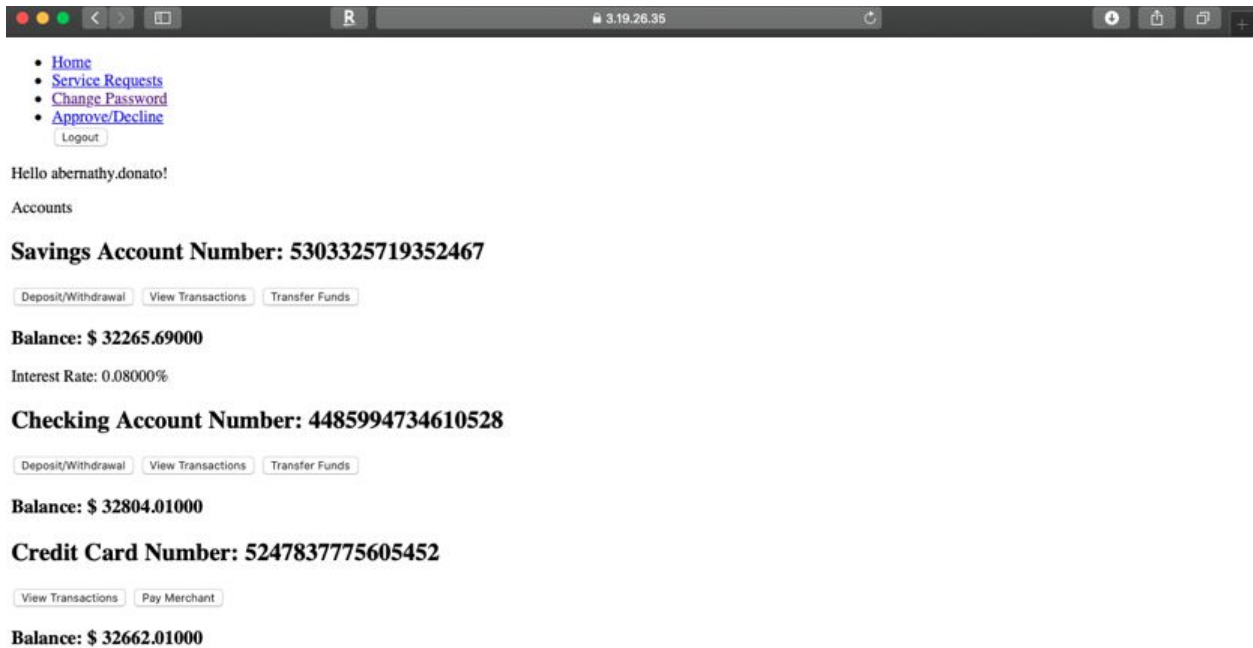 R
3.19.26.35
Home
Service Requests
Change Password
Approve/Decline
Logout
Hello abernathy.donato!
Accounts
Savings Account Number: 5303325719352467
Deposit/Withdrawal View Transactions Transfer Funds
Balance: $ 32265.69000
Interest Rate: 0.08000%
Checking Account Number: 4485994734610528
Deposit/Withdrawal View Transactions Transfer Funds
Balance: $ 32804.01000
Credit Card Number: 5247837775605452
View Transactions Pay Merchant
Balance: $ 32662.01000